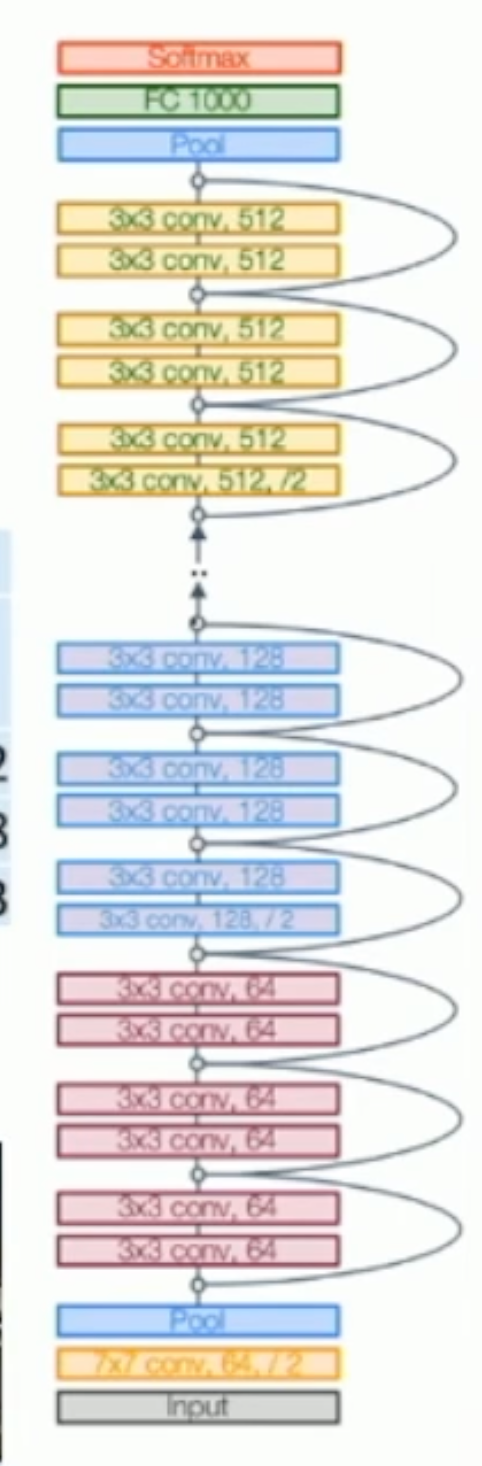 Softmax
FC 1000
Pool
3x3 conv, 512
3x3 conv, 512
3x3 conv, 512
3x3 conv, 512
3x3 conv, 512
3x3 conv, 512, /2
..
3x3 conv, 128
3x3 conv, 128
3x3 conv, 128
3x3 conv, 128
3x3 conv, 128
3x3 conv, 128, / 2
3x3 conv, 64
3x3 conv, 64
3x3 conv, 64
3x3 conv, 64
3x3 conv, 64
3x3 conv, 64
Pool
7x7 conv, 64, / 2
Input